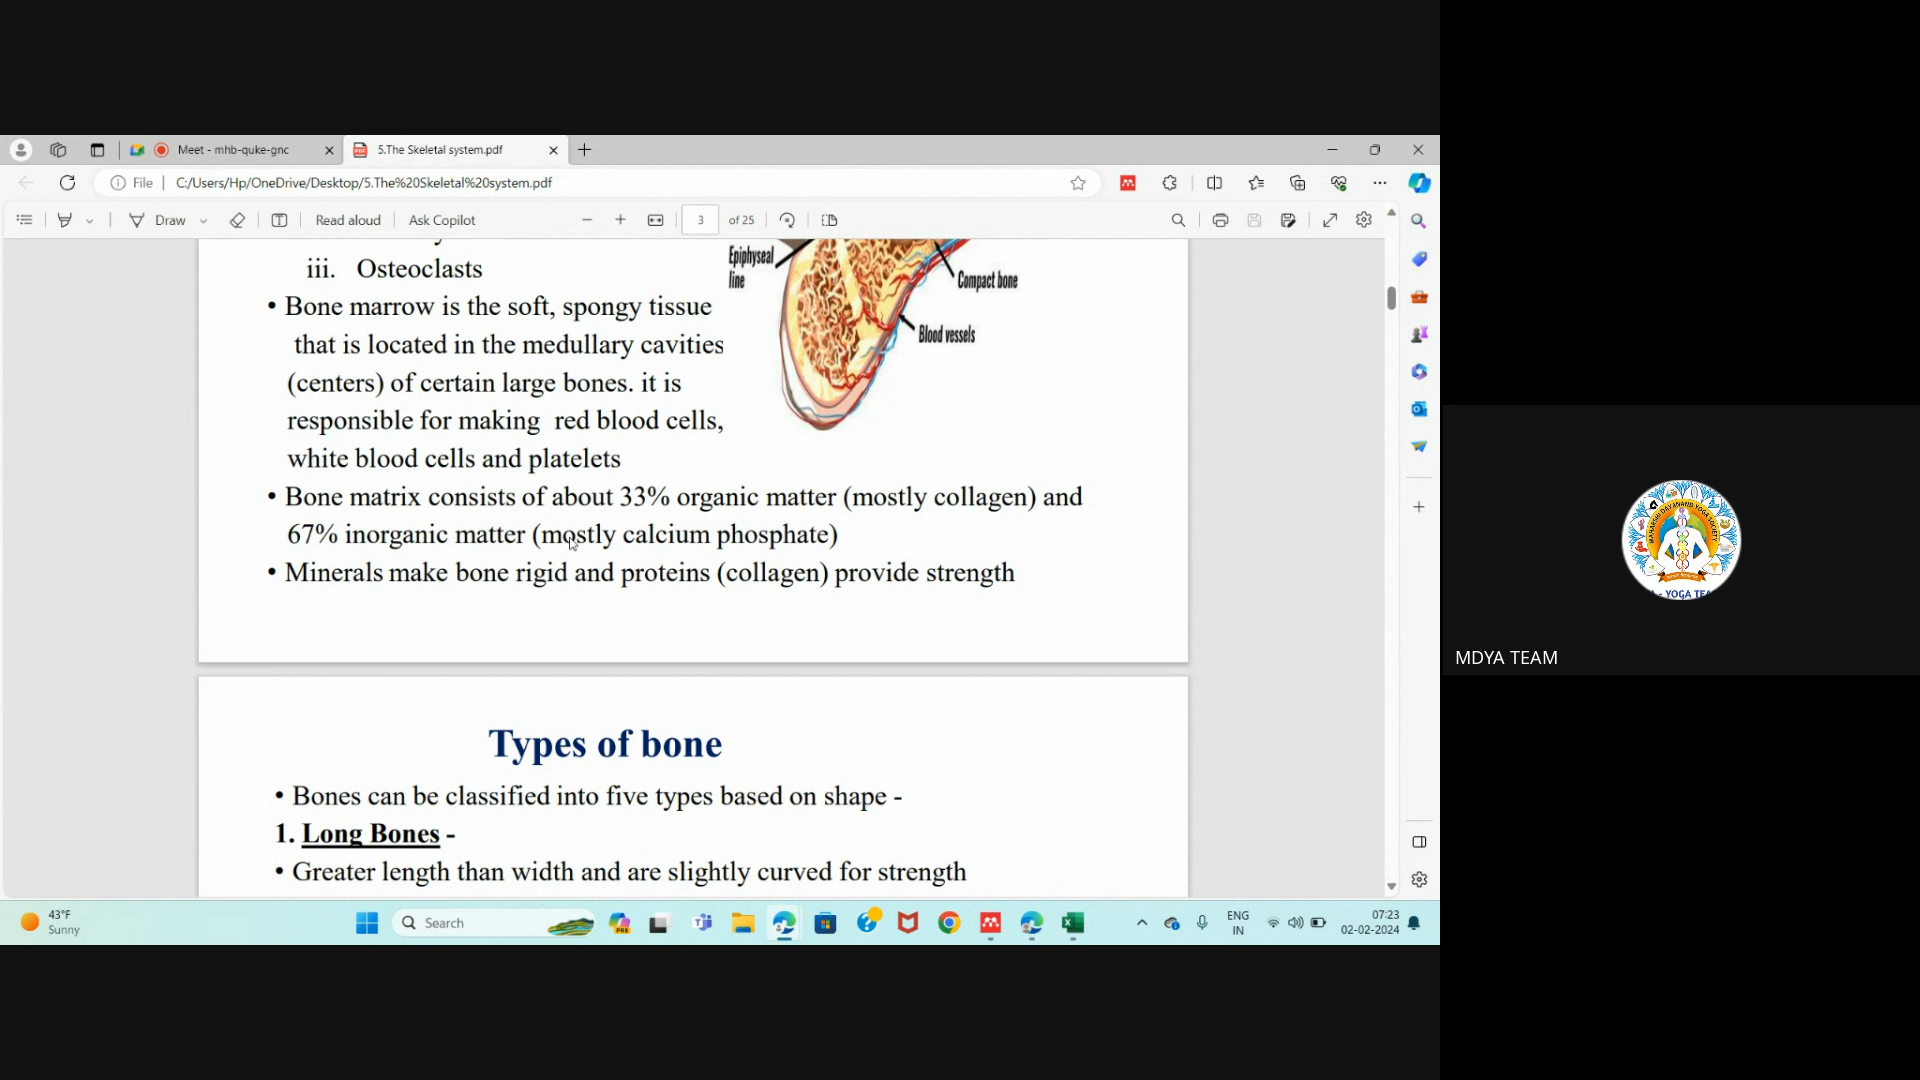 Meet - mhb-quke-gnc
5.The Skeletal system.pdf
File
C:/Users/Hp/OneDrive/Desktop/5.The%20Skeletal%20system.pdf
Draw
Read aloud
Ask Copilot
3
of 25
iii. Osteoclasts
• Bone marrow is the soft, spongy tissue
that is located in the medullary cavities
(centers) of certain large bones. it is
responsible for making red blood cells,
white blood cells and platelets
Epiphyseal
line
Compact bone
Blood vessels
• Bone matrix consists of about 33% organic matter (mostly collagen) and
67% inorganic matter (mostly calcium phosphate)
• Minerals make bone rigid and proteins (collagen) provide strength
Types of bone
• Bones can be classified into five types based on shape -
1. Long Bones -
• Greater length than width and are slightly curved for strength
MDYA TEAM
43°F
Sunny
Search
PRE
ENG
IN
07:23
02-02-2024